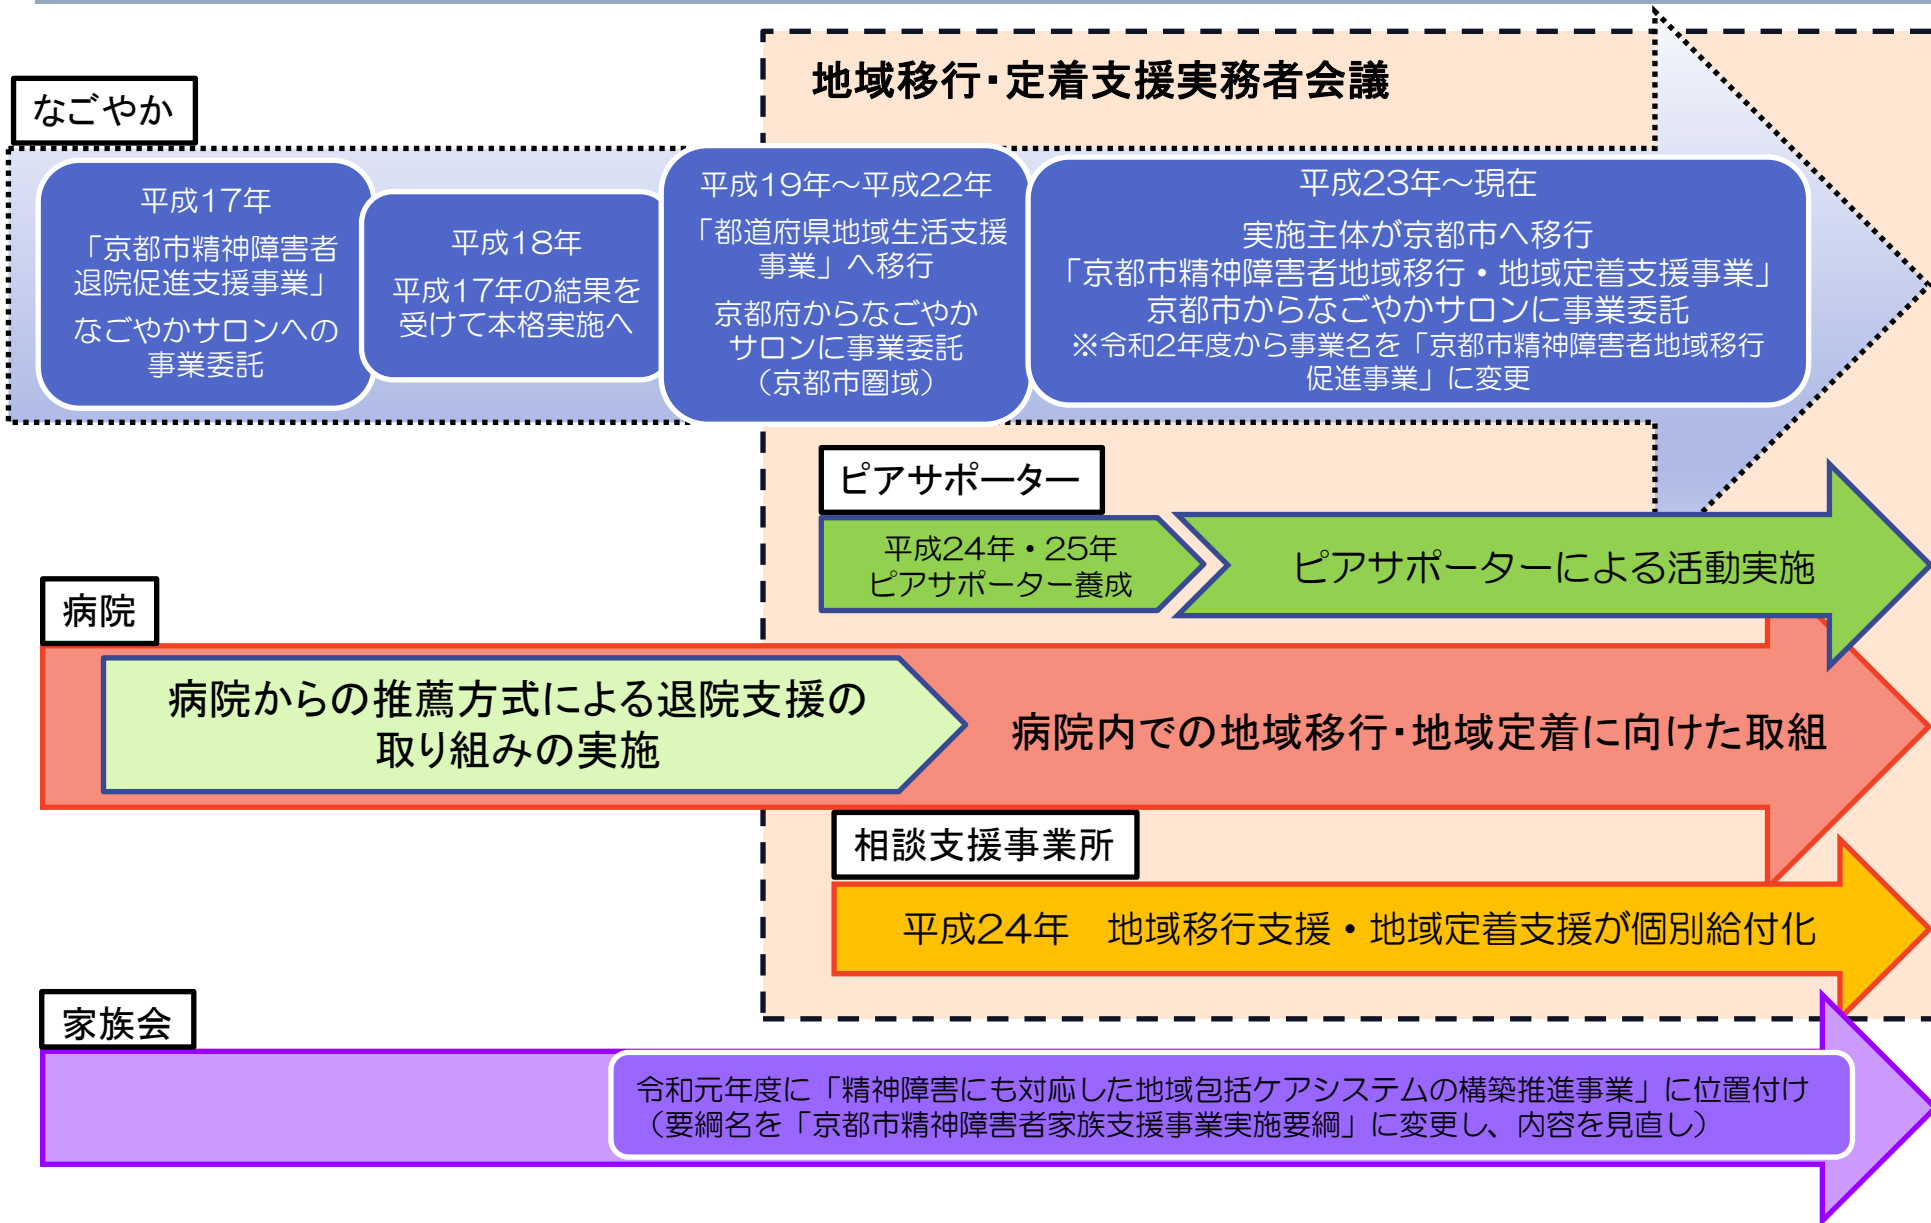 地域移行・定着支援実務者会議
なごやか
平成17年
「京都市精神障害者
退院促進支援事業」
なごやかサロンへの
事業委託
平成18年
平成17年の結果を
受けて本格実施へ
平成19年～平成22年
「都道府県地域生活支援
事業」へ移行
京都府からなごやか
サロンに事業委託
（京都市圏域）
平成23年～現在
実施主体が京都市へ移行
「京都市精神障害者地域移行・地域定着支援事業」
京都市からなごやかサロンに事業委託
※令和2年度から事業名を「京都市精神障害者地域移行
促進事業」に変更
ピアサポーター
平成24年・25年
ピアサポーター養成
ピアサポーターによる活動実施
病院
病院からの推薦方式による退院支援の
取り組みの実施
病院内での地域移行・地域定着に向けた取組
相談支援事業所
平成24年　地域移行支援・地域定着支援が個別給付化
家族会
令和元年度に「精神障害にも対応した地域包括ケアシステムの構築推進事業」に位置付け
（要綱名を「京都市精神障害者家族支援事業実施要綱」に変更し、内容を見直し）